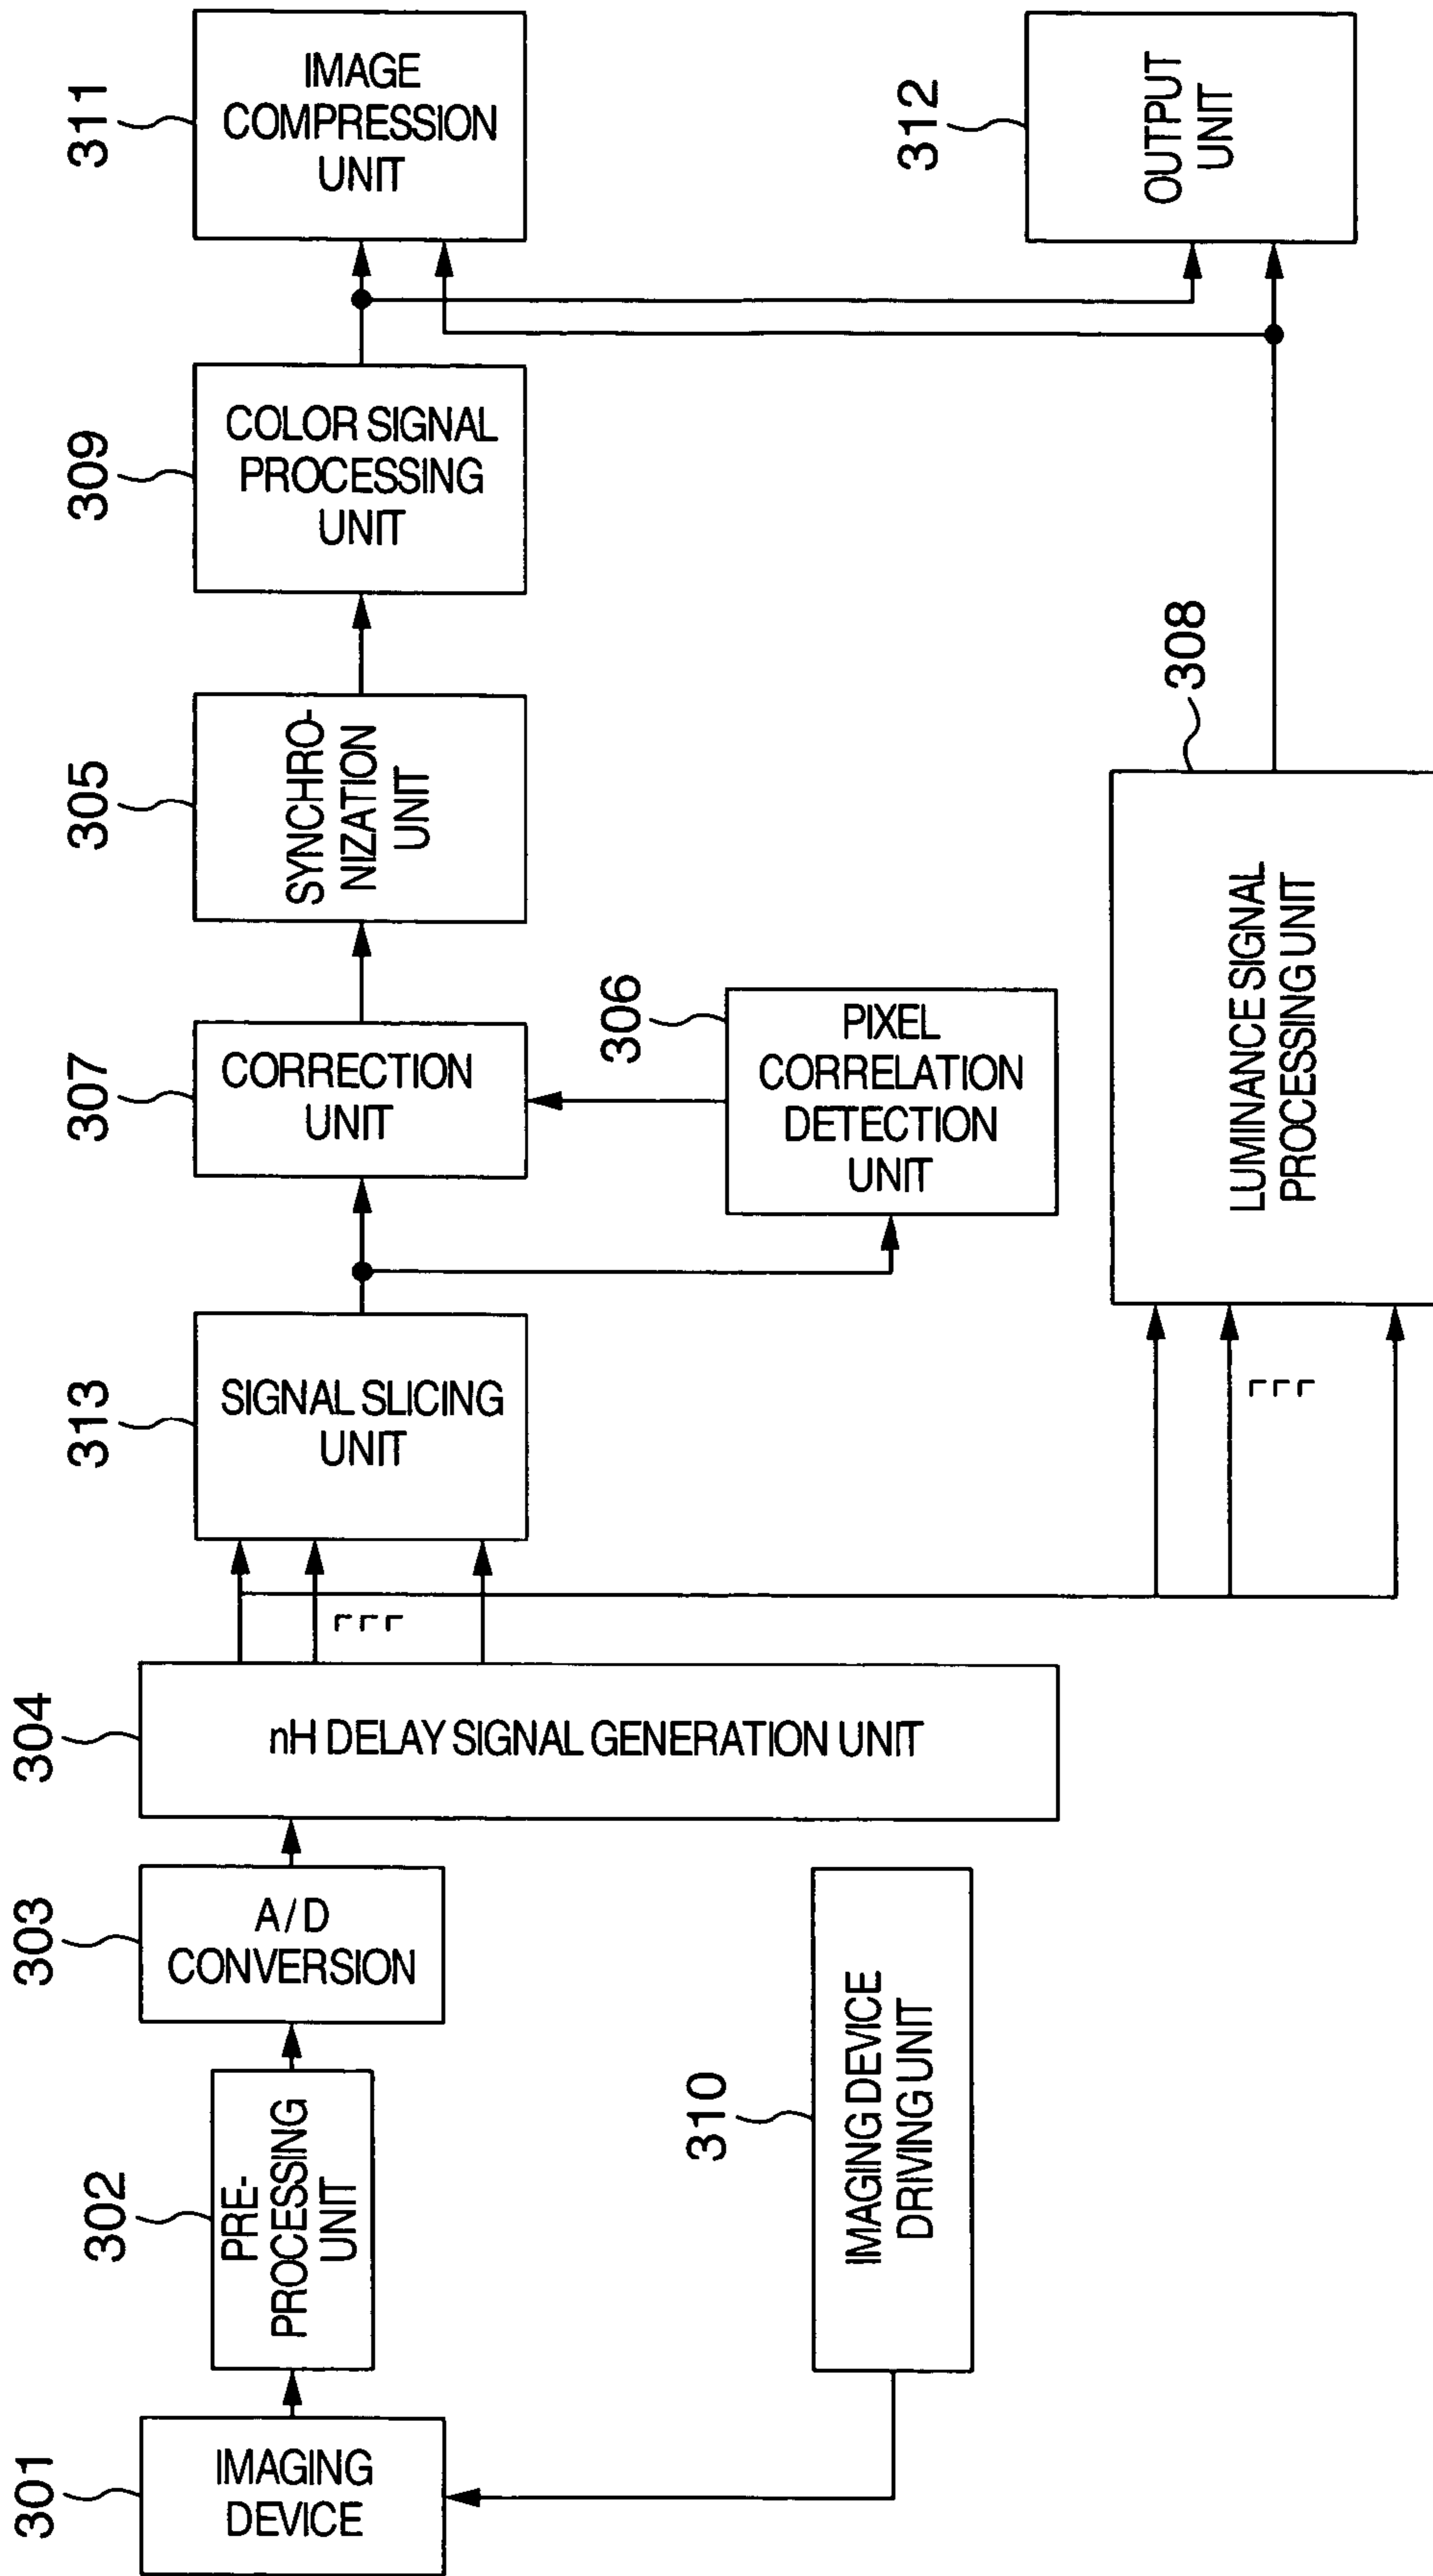 301
IMAGING
DEVICE
302
PRE-
PROCESSING
UNIT
303
A/D
CONVERSION
304
nH DELAY SIGNAL GENERATION UNIT
313
SIGNAL SLICING
UNIT
307
CORRECTION
UNIT
305
SYNCHRO-
NIZATION
UNIT
309
COLOR SIGNAL
PROCESSING
UNIT
311
IMAGE
COMPRESSION
UNIT
310
IMAGING DEVICE
DRIVING UNIT
306
PIXEL
CORRELATION
DETECTION
UNIT
308
LUMINANCE SIGNAL
PROCESSING UNIT
312
OUTPUT
UNIT